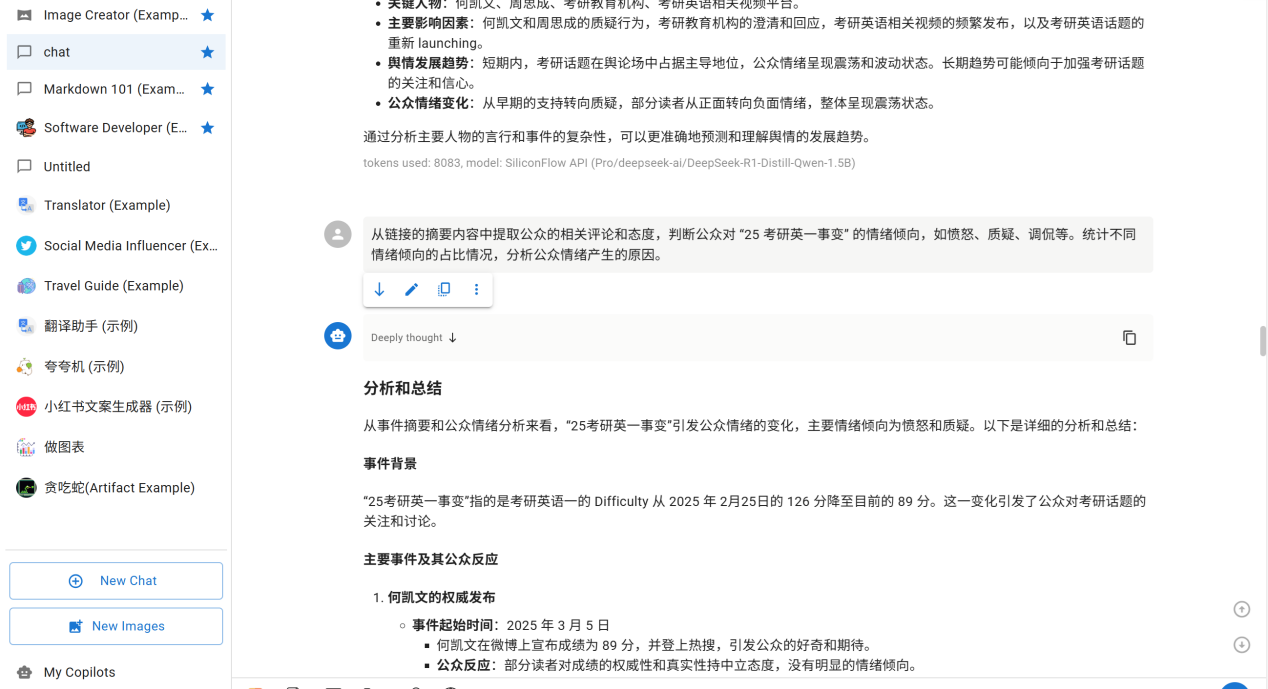 Image Creator (Examp...
chat
Markdown 101 (Exam...
Software Developer (E...
Untitled
Translator (Example)
Social Media Influencer (Ex...
Travel Guide (Example)
翻译助手 (示例)
夸夸机 (示例)
小红书文案生成器 (示例)
做图表
贪吃蛇(Artifact Example)
New Chat
New Images
My Copilots
关键人物：何凯文、周思成、考研教育机构、考研英语相关视频平台。
主要影响因素：何凯文和周思成的质疑行为，考研教育机构的澄清和回应，考研英语相关视频的频繁发布，以及考研英语话题的
重新 launching。
舆情发展趋势：短期内，考研话题在舆论场中占据主导地位，公众情绪呈现震荡和波动状态。长期趋势可能倾向于加强考研话题
的关注和信心。
公众情绪变化：从早期的支持转向质疑，部分读者从正面转向负面情绪，整体呈现震荡状态。
通过分析主要人物的言行和事件的复杂性，可以更准确地预测和理解舆情的发展趋势。
tokens used: 8083, model: SiliconFlow API (Pro/deepseek-ai/DeepSeek-R1-Distill-Qwen-1.5B)
从链接的摘要内容中提取公众的相关评论和态度，判断公众对 “25 考研英一事变” 的情绪倾向，如愤怒、质疑、调侃等。统计不同
情绪倾向的占比情况，分析公众情绪产生的原因。
Deeply thought
分析和总结
从事件摘要和公众情绪分析来看，“25考研英一事变”引发公众情绪的变化，主要情绪倾向为愤怒和质疑。以下是详细的分析和总结：
事件背景
“25考研英一事变”指的是考研英语一的 Difficulty 从 2025 年 2月25日的 126 分降至目前的 89 分。这一变化引发了公众对考研话题的
关注和讨论。
主要事件及其公众反应
1. 何凯文的权威发布
事件起始时间：2025 年 3 月 5 日
何凯文在微博上宣布成绩为 89 分，并登上热搜，引发公众的好奇和期待。
公众反应：部分读者对成绩的权威性和真实性持中立态度，没有明显的情绪倾向。